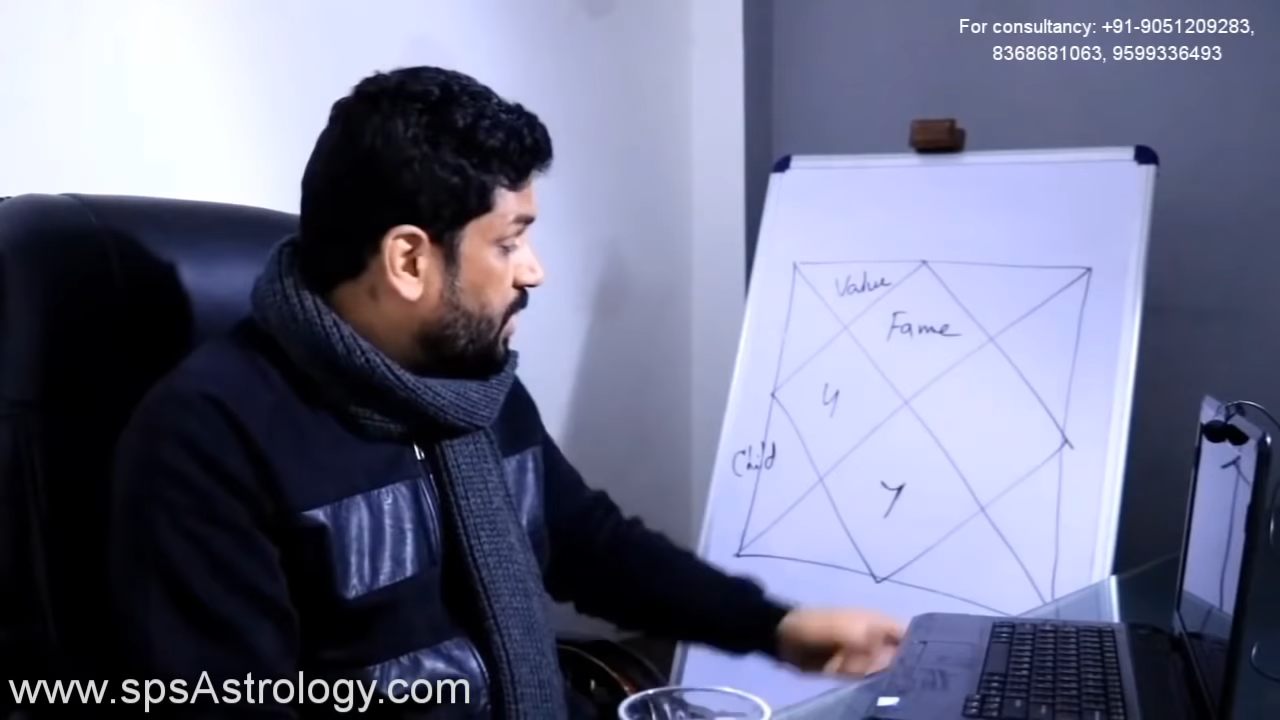 For consultancy: +91-9051209283,
8368681063, 9599336493
Value
Fame
4
Child
7
www.spsAstrology.com